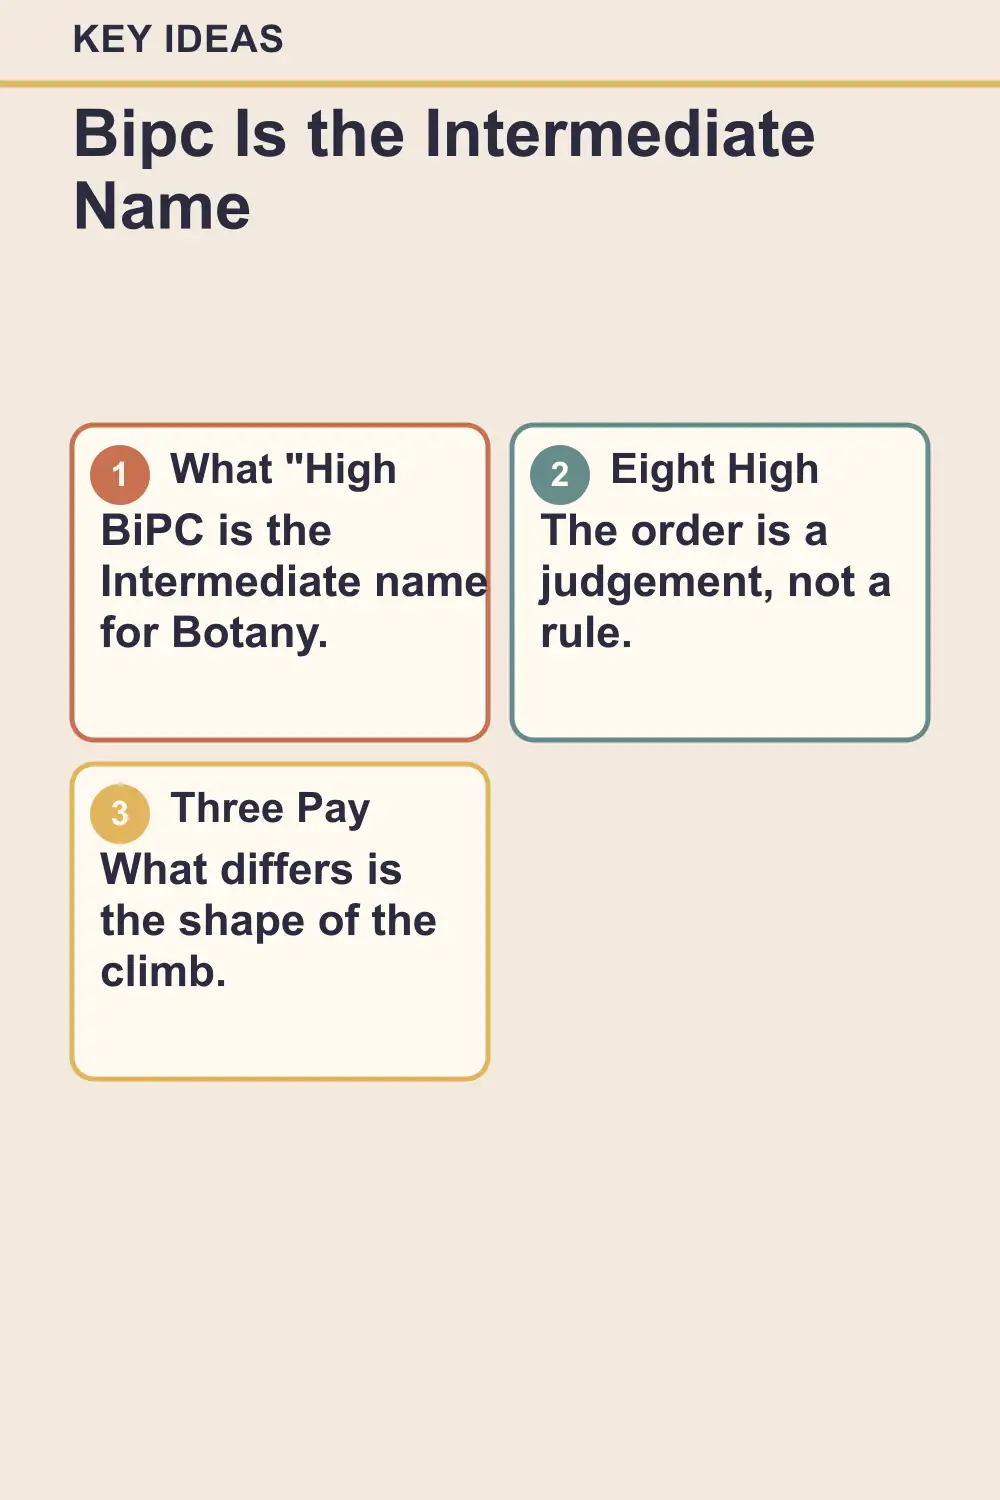 KEY IDEAS
Bipc Is the Intermediate
Name
1 What "High
BiPC is the
Intermediate name
for Botany.
2 Eight High
The order is a
judgement, not a
rule.
3 Three Pay
What differs is
the shape of the
climb.